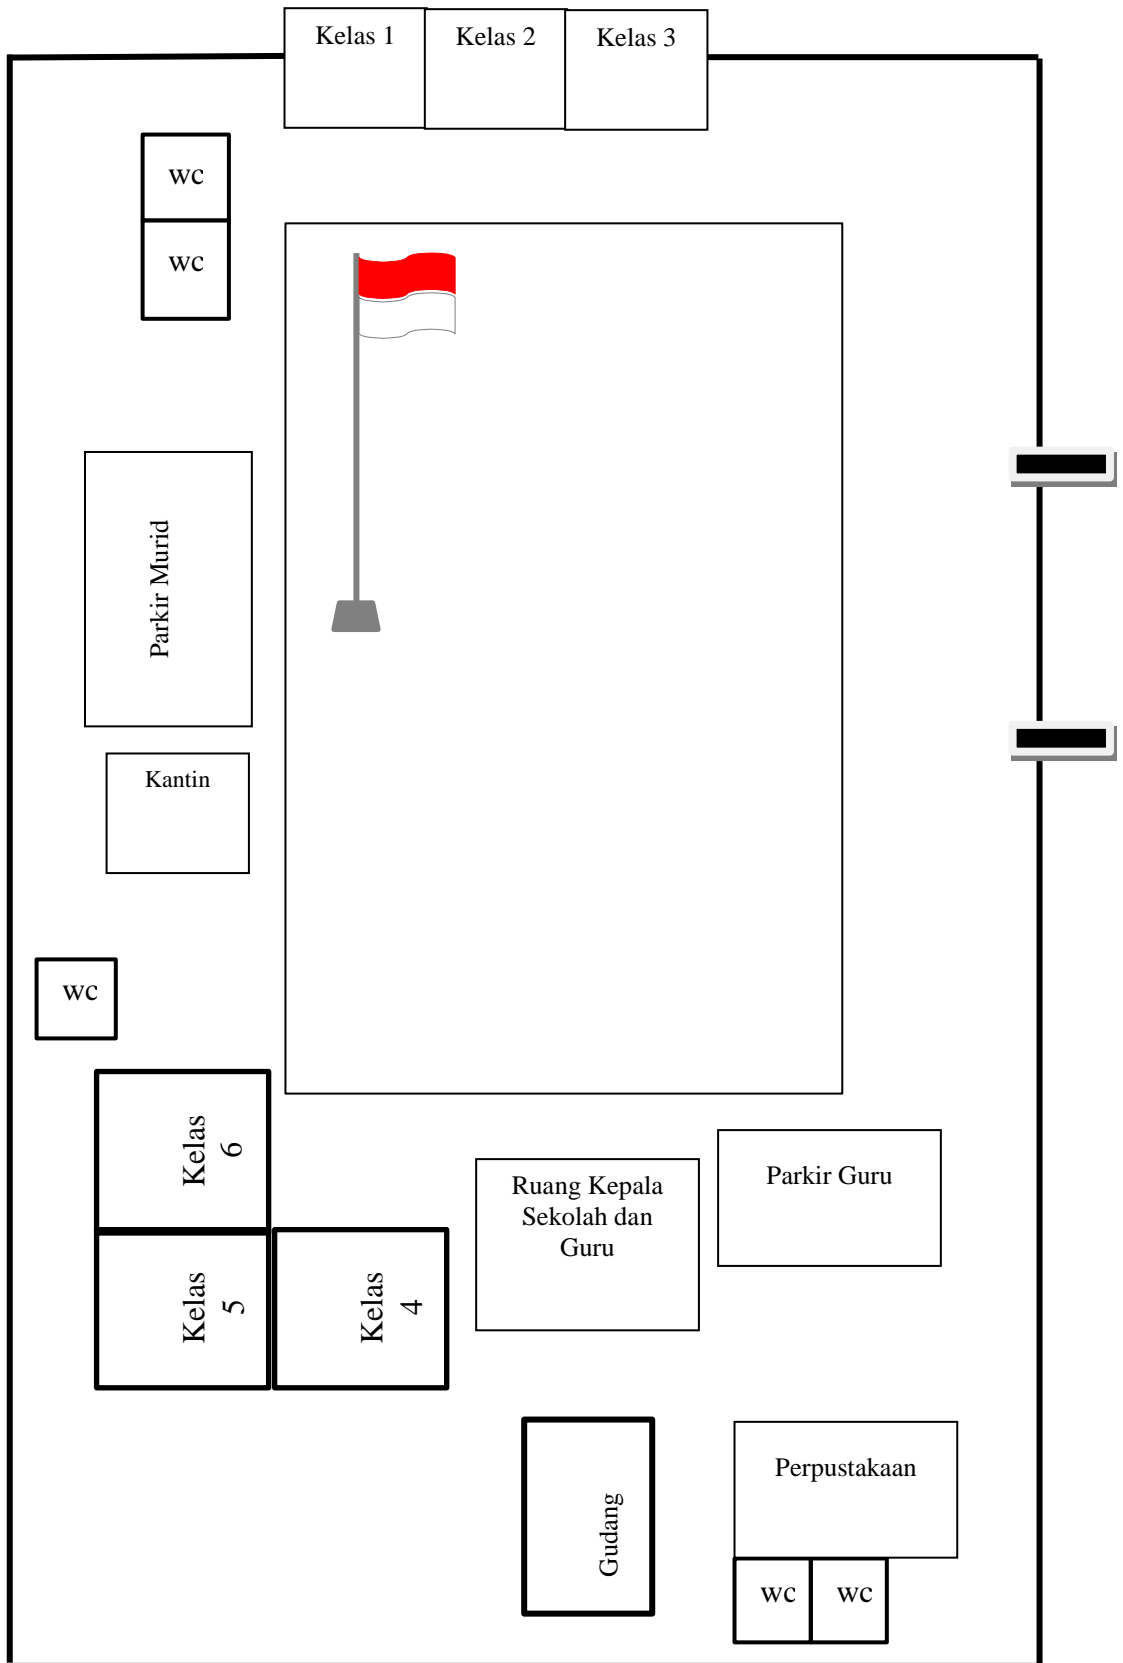 Kelas 1
Kelas 2
Kelas 3
wc
wc
Parkir Murid
Kantin
wc
Kelas
6
Kelas
5
Kelas
4
Ruang Kepala
Sekolah dan
Guru
Parkir Guru
Gudang
Perpustakaan
wc
wc